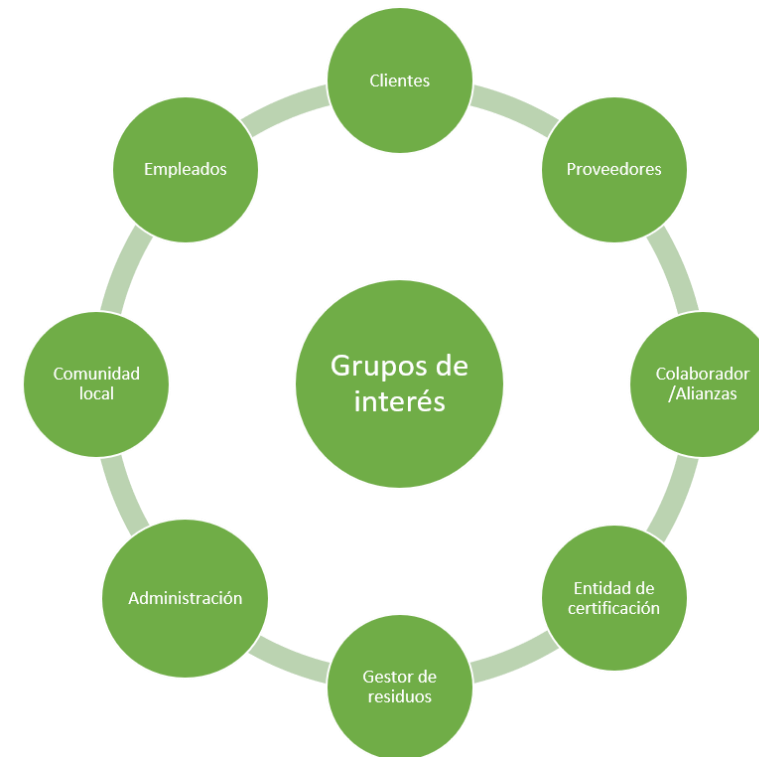 Clientes
Proveedores
Colaborador
/Alianzas
Entidad de
certificación
Gestor de
residuos
Administración
Comunidad
local
Empleados
Grupos de
interés